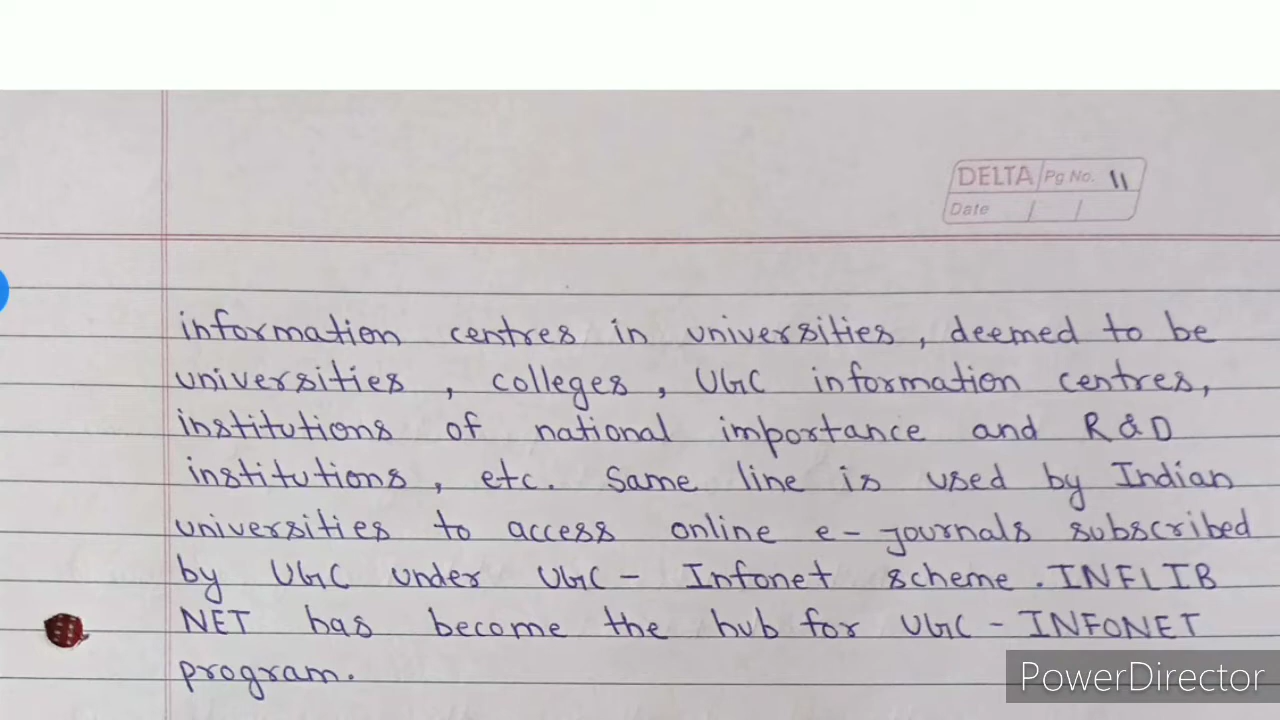 DELTA Pg No. 11
Date / /
information centres in universities, deemed to be
universities, colleges, UGC information centres,
institutions of national importance and R&D
institutions, etc. Same line is used by Indian
universities to access online e-journals subscribed
by UGC under UGC- Infonet scheme. INFLIB
NET has become the hub for UGC-INFONET
program.
PowerDirector